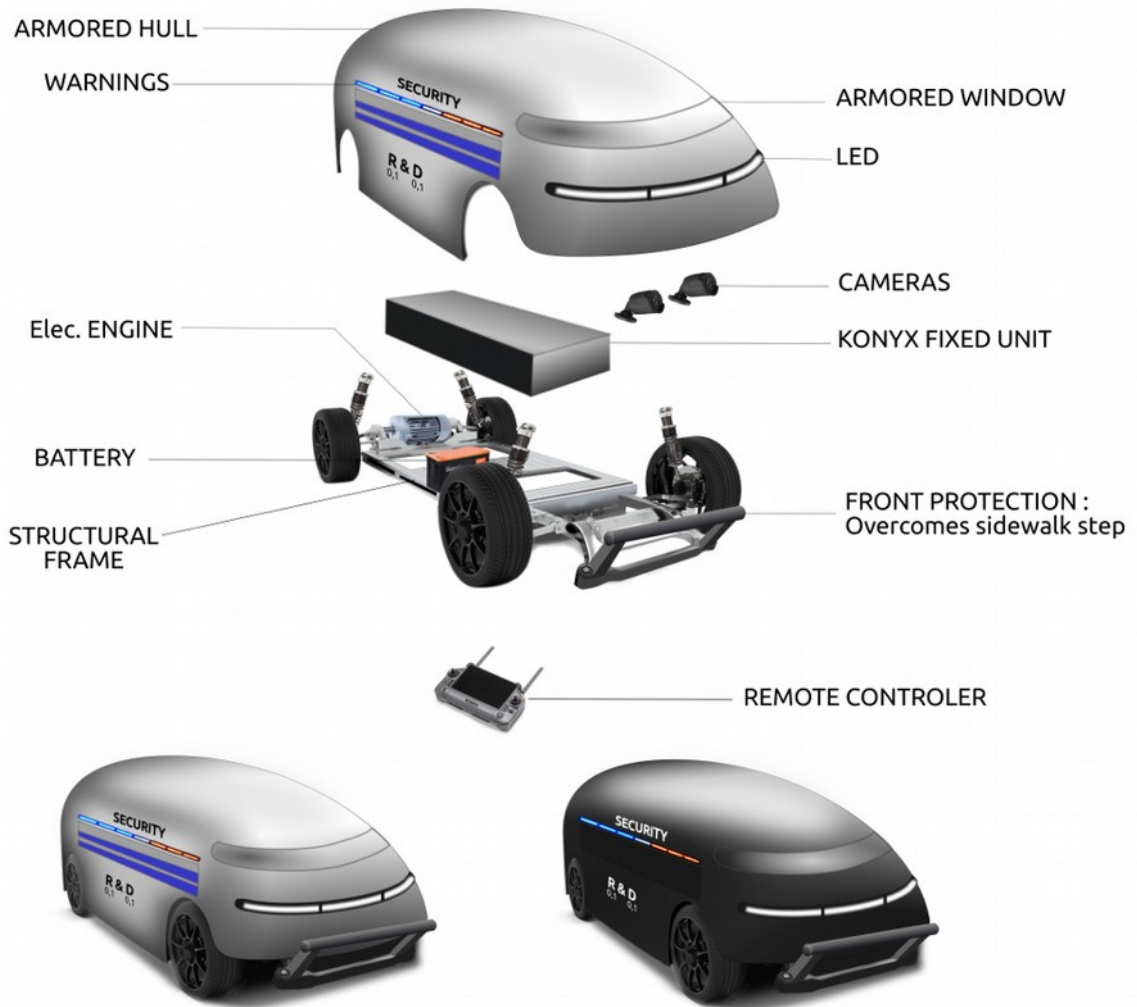 ARMORED HULL
WARNINGS
SECURITY
ARMORED WINDOW
LED
R & D
0,1 0,1
CAMERAS
Elec. ENGINE
KONYX FIXED UNIT
BATTERY
FRONT PROTECTION :
Overcomes sidewalk step
STRUCTURAL
FRAME
REMOTE CONTROLER
SECURITY
R & D
0,1 0,1
SECURITY
R & D
0,1 0,1